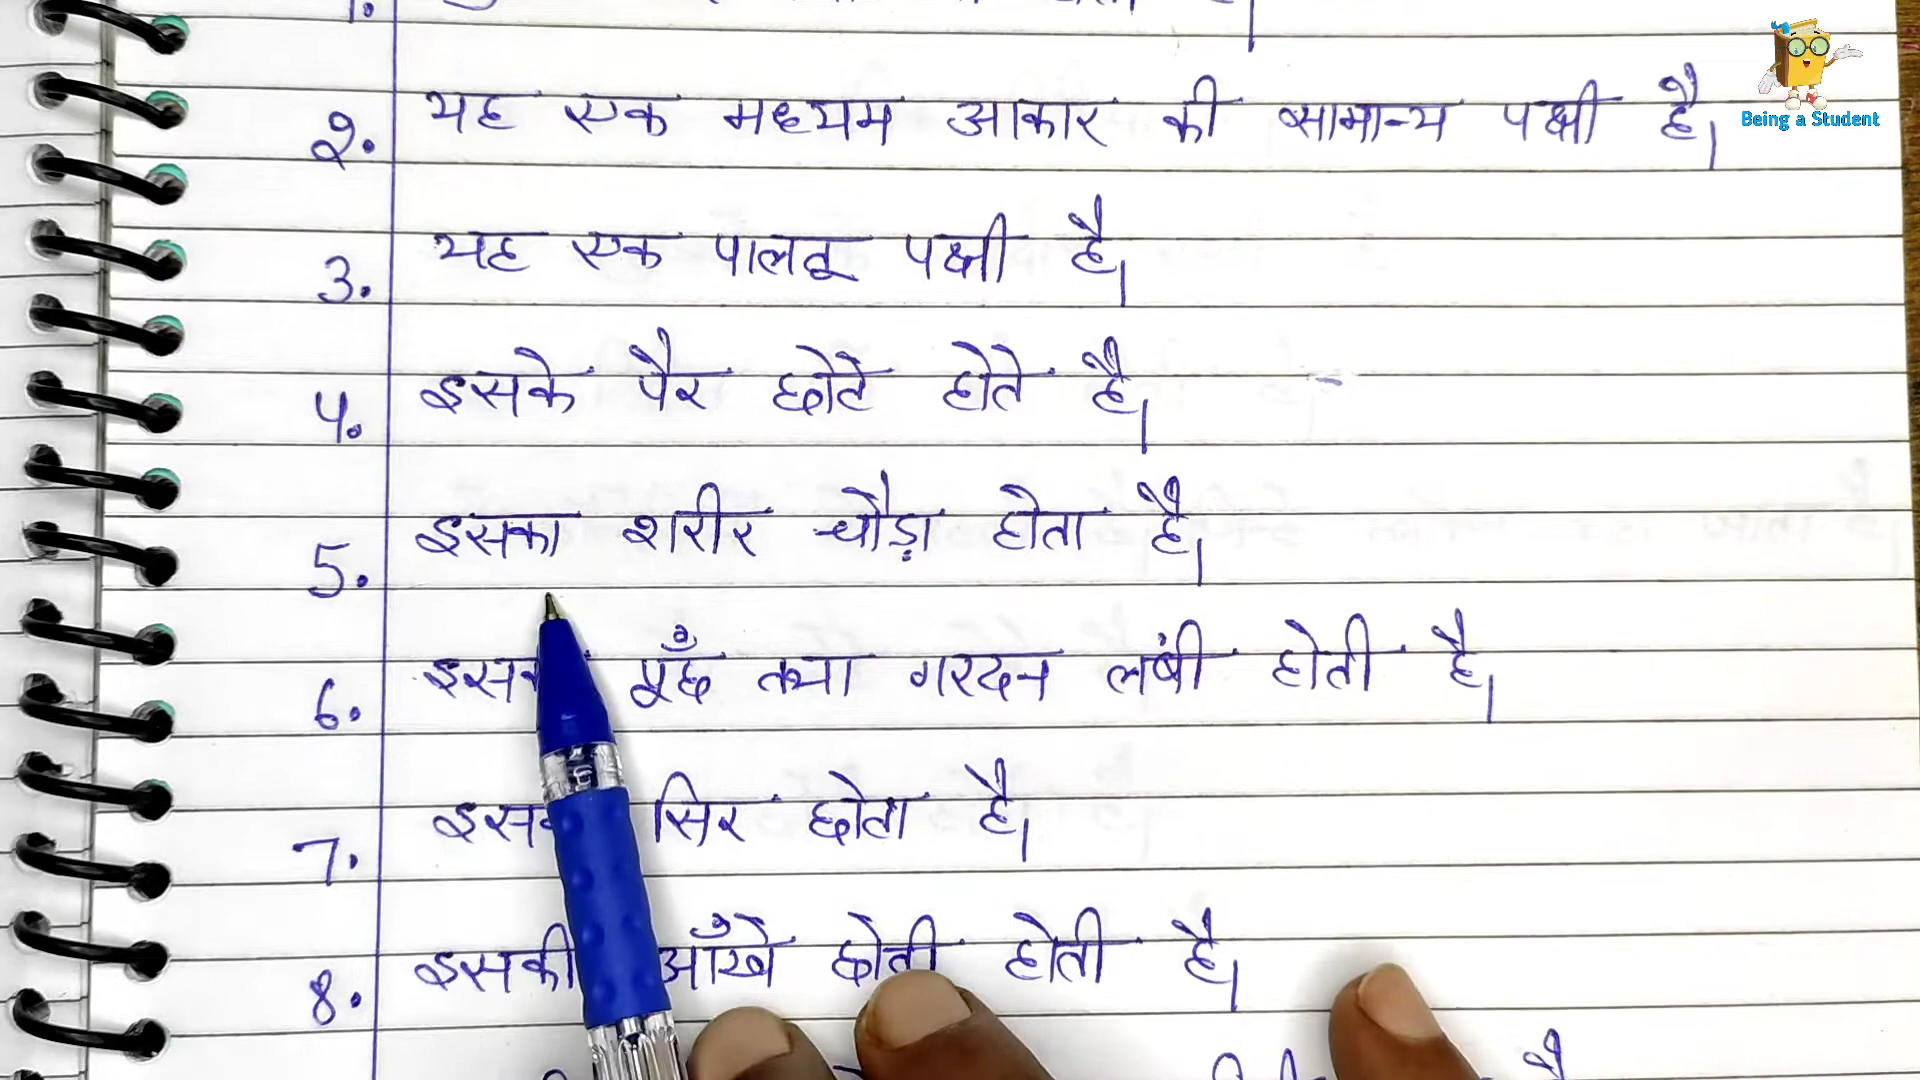 1.
Being a Student
2. यह एक मध्यम आकार की सामान्य पक्षी है।
3. यह एक पालतू पक्षी है।
4. इसके पैर छोटे होते है।
5. इसका शरीर चौड़ा होता है।
6. पूँछ तथा गरदन लंबी होती है।
7. सिर छोटा है।
8. इसकी आँखे छोटी होती है।